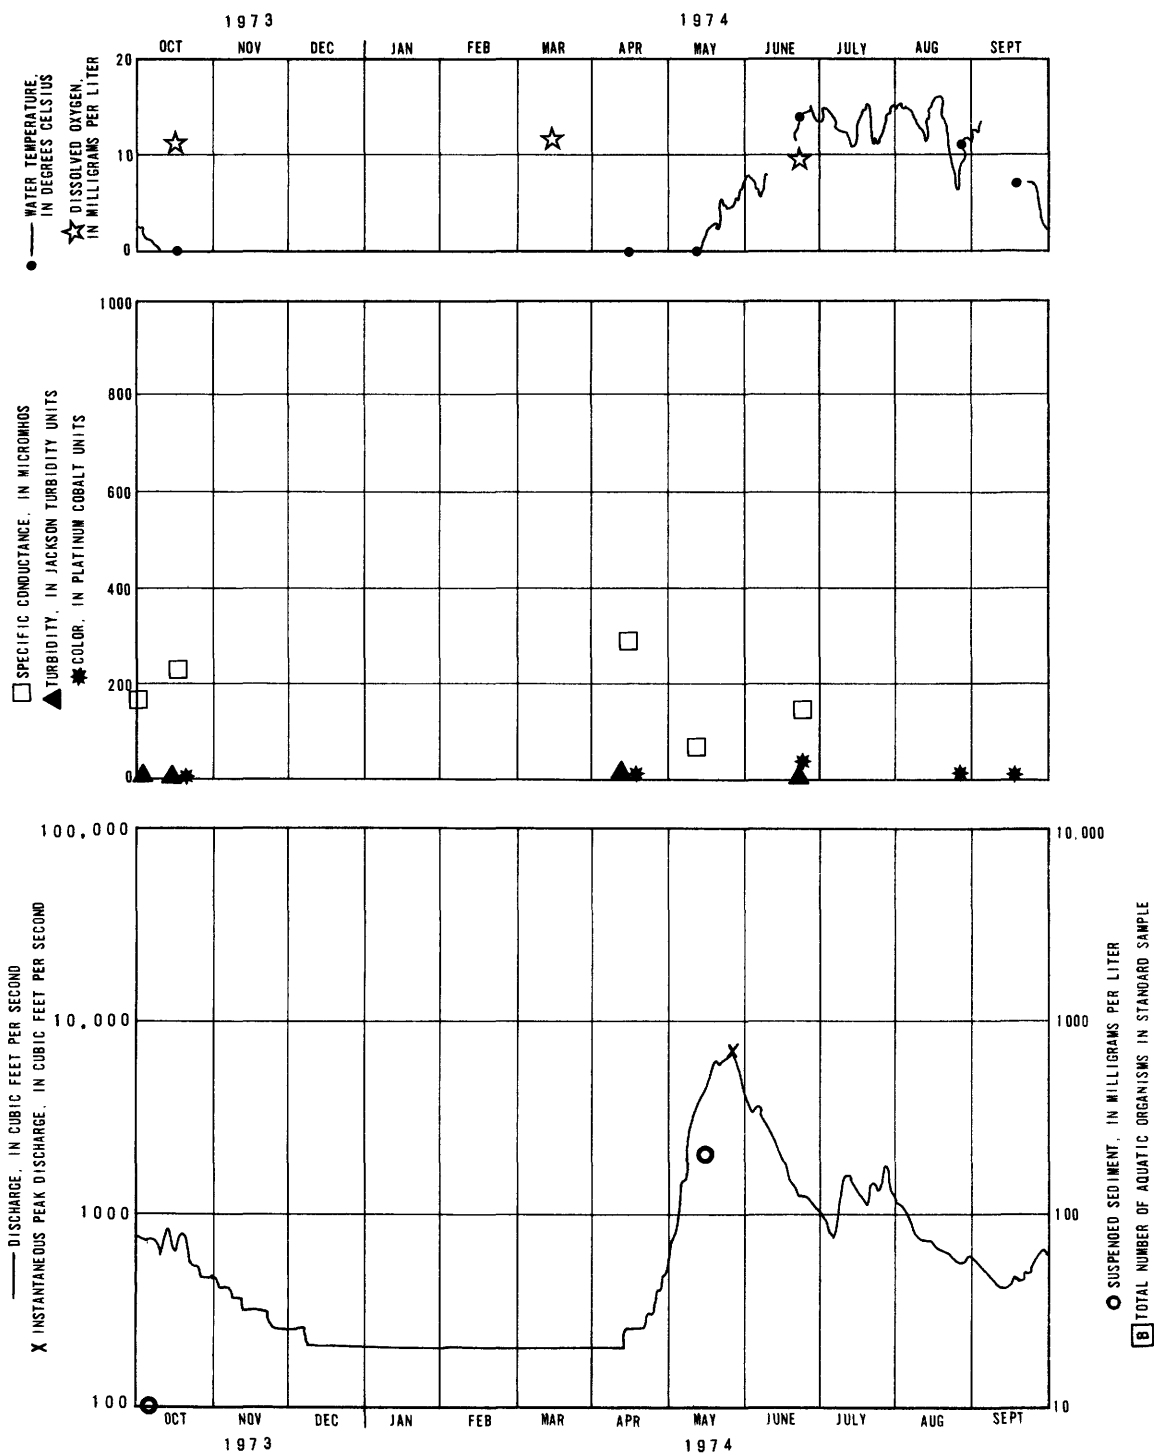 1973 1974
OCT NOV DEC JAN FEB MAR APR MAY JUNE JULY AUG SEPT
20
10
0
WATER TEMPERATURE,
IN DEGREES CELSIUS
DISSOLVED OXYGEN,
IN MILLIGRAMS PER LITER
1000
800
600
400
200
0
SPECIFIC CONDUCTANCE, IN MICROMHOS
TURBIDITY, IN JACKSON TURBIDITY UNITS
COLOR, IN PLATINUM COBALT UNITS
100,000
10,000
1000
100
DISCHARGE, IN CUBIC FEET PER SECOND
X INSTANTANEOUS PEAK DISCHARGE, IN CUBIC FEET PER SECOND
X
10,000
1000
100
10
SUSPENDED SEDIMENT, IN MILLIGRAMS PER LITER
B TOTAL NUMBER OF AQUATIC ORGANISMS IN STANDARD SAMPLE
OCT NOV DEC JAN FEB MAR APR MAY JUNE JULY AUG SEPT
1973 1974